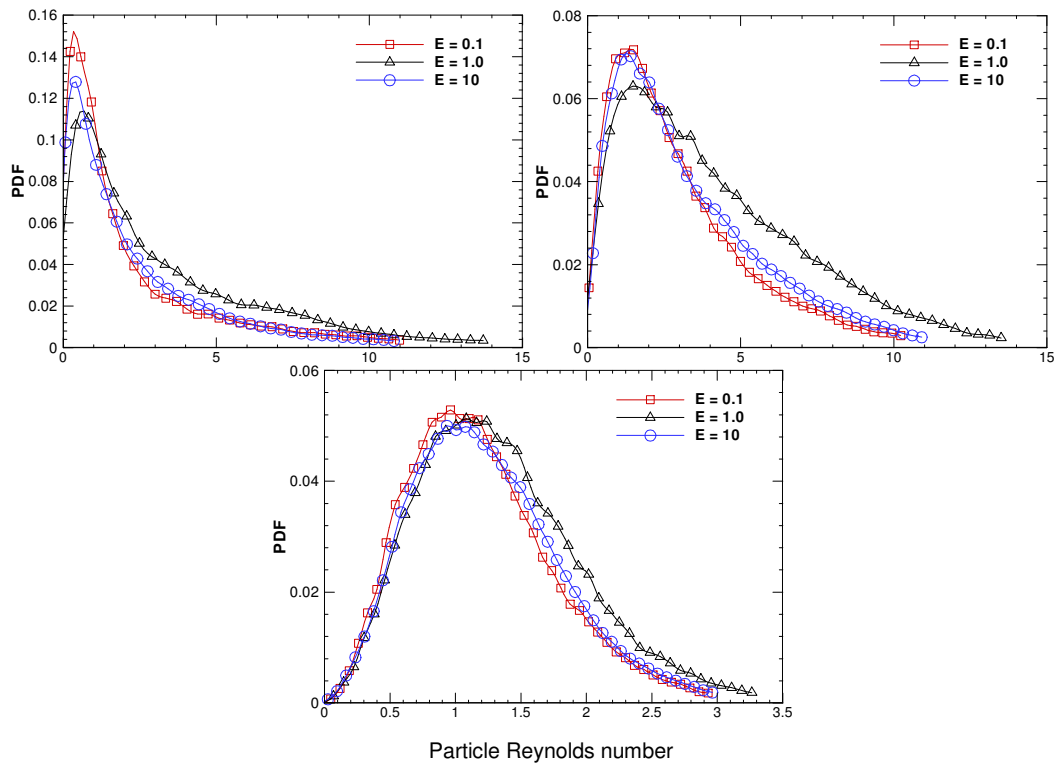 PDF
0.16
0.14
0.12
0.1
0.08
0.06
0.04
0.02
0
0 5 10 15
E = 0.1
E = 1.0
E = 10
PDF
0.08
0.06
0.04
0.02
0
0 5 10 15
E = 0.1
E = 1.0
E = 10
PDF
0.06
0.04
0.02
0
0 0.5 1 1.5 2 2.5 3 3.5
E = 0.1
E = 1.0
E = 10
Particle Reynolds number